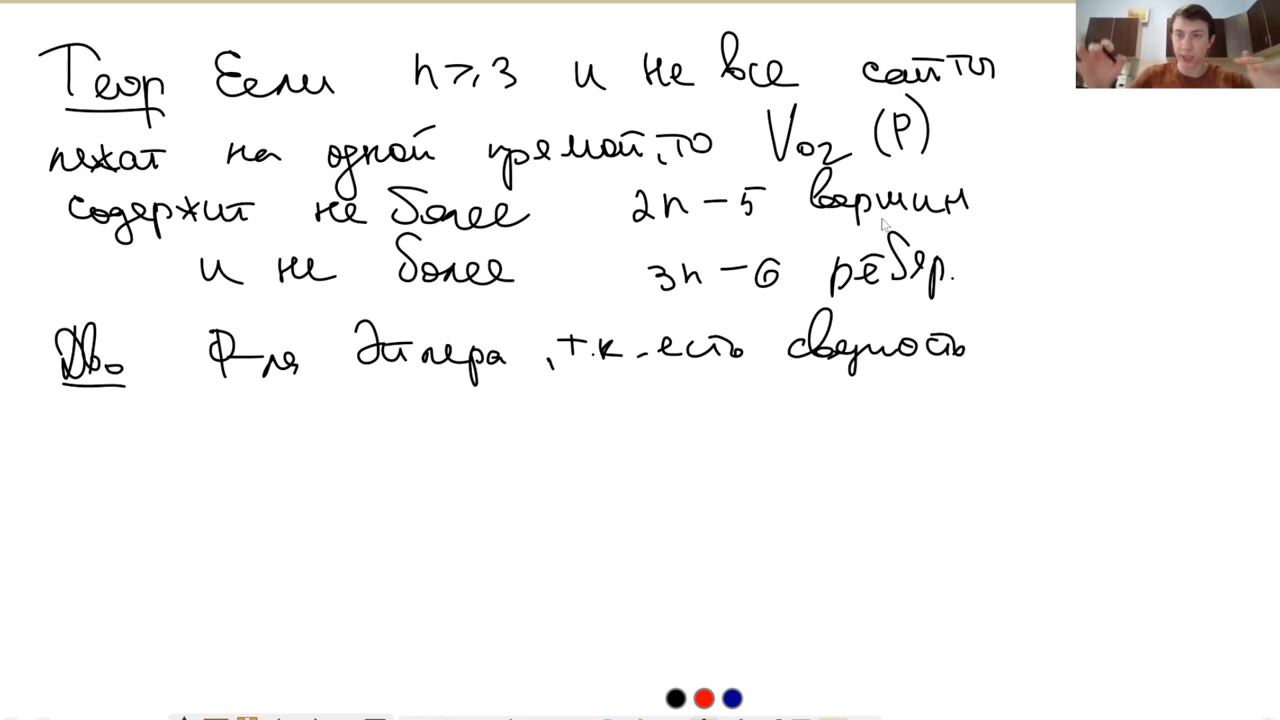 Теор Если n ⩾ 3 и не все сайты
лежат на одной прямой, то Vor (P)
содержит не более 2n - 5 вершин
и не более 3n - 6 рёбер.
Д-во Ф-ла Эйлера, т.к. есть связность